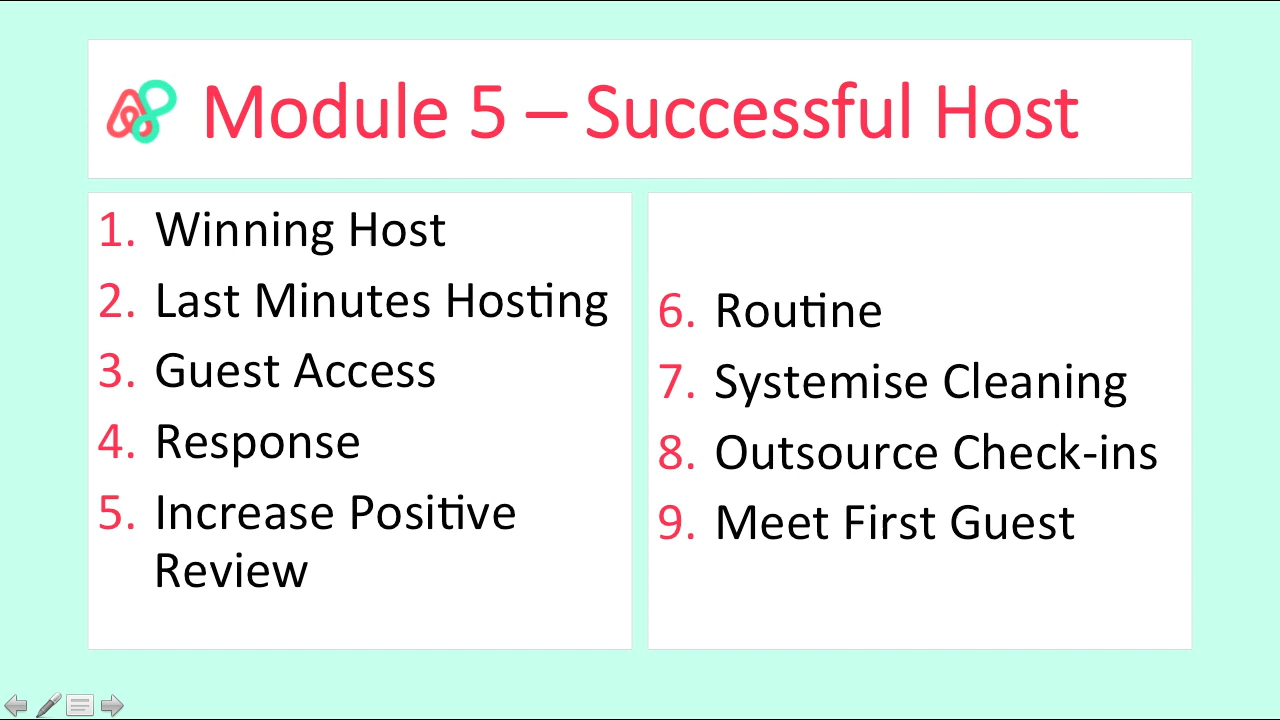 Module 5 – Successful Host
1. Winning Host
2. Last Minutes Hosting
3. Guest Access
4. Response
5. Increase Positive
Review
6. Routine
7. Systemise Cleaning
8. Outsource Check-ins
9. Meet First Guest